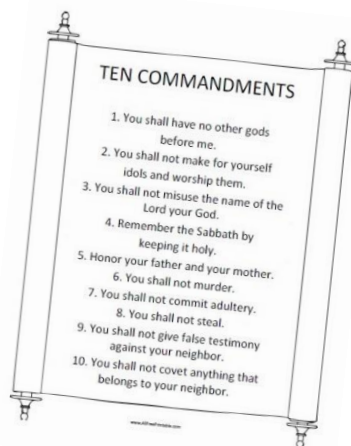 TEN COMMANDMENTS
1. You shall have no other gods
before me.
2. You shall not make for yourself
idols and worship them.
3. You shall not misuse the name of the
Lord your God.
4. Remember the Sabbath by
keeping it holy.
5. Honor your father and your mother.
6. You shall not murder.
7. You shall not commit adultery.
8. You shall not steal.
9. You shall not give false testimony
against your neighbor.
10. You shall not covet anything that
belongs to your neighbor.